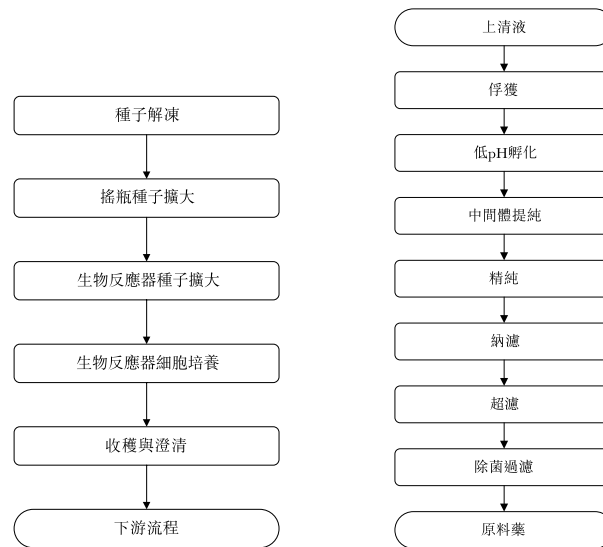 種子解凍
搖瓶種子擴大
生物反應器種子擴大
生物反應器細胞培養
收穫與澄清
下游流程
上清液
俘獲
低pH孵化
中間體提純
精純
納濾
超濾
除菌過濾
原料藥